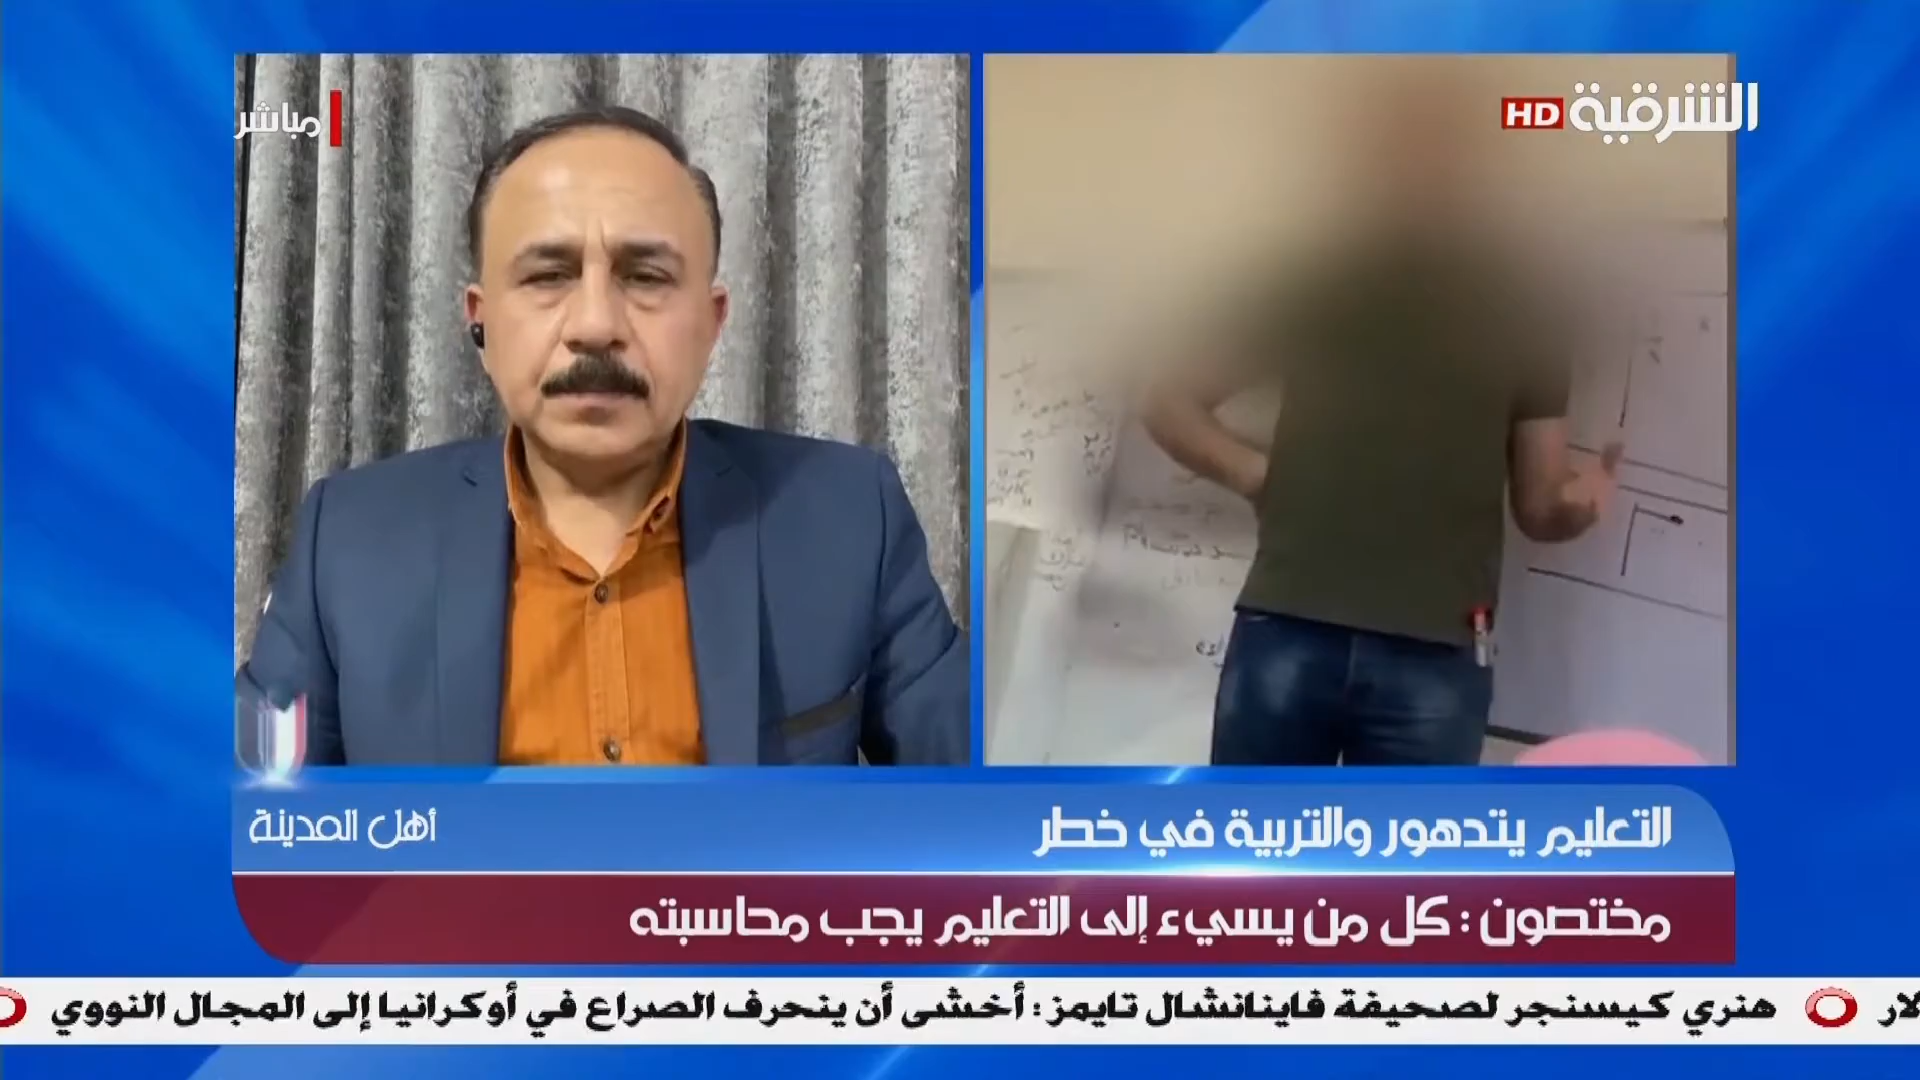 مباشر
الشرقية HD
التعليم يتدهور والتربية في خطر
أهل المدينة
مختصون : كل من يسيء إلى التعليم يجب محاسبته
لار هنري كيسنجر لصحيفة فاينانشال تايمز : أخشى أن ينحرف الصراع في أوكرانيا إلى المجال النووي